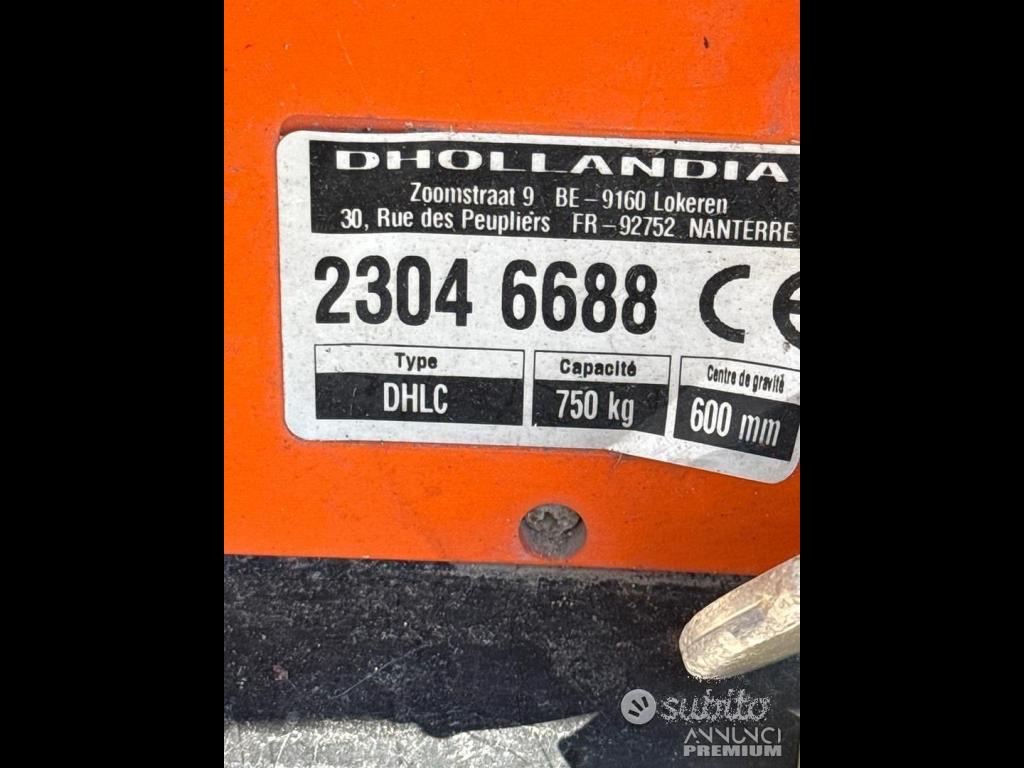 DHOLLANDIA
Zoomstraat 9 BE-9160 Lokeren
30, Rue des Peupliers FR-92752 NANTERRE
2304 6688 CE
Type Capacité Centre de gravité
DHLC 750 kg 600 mm
subito
ANNUNCI
PREMIUM